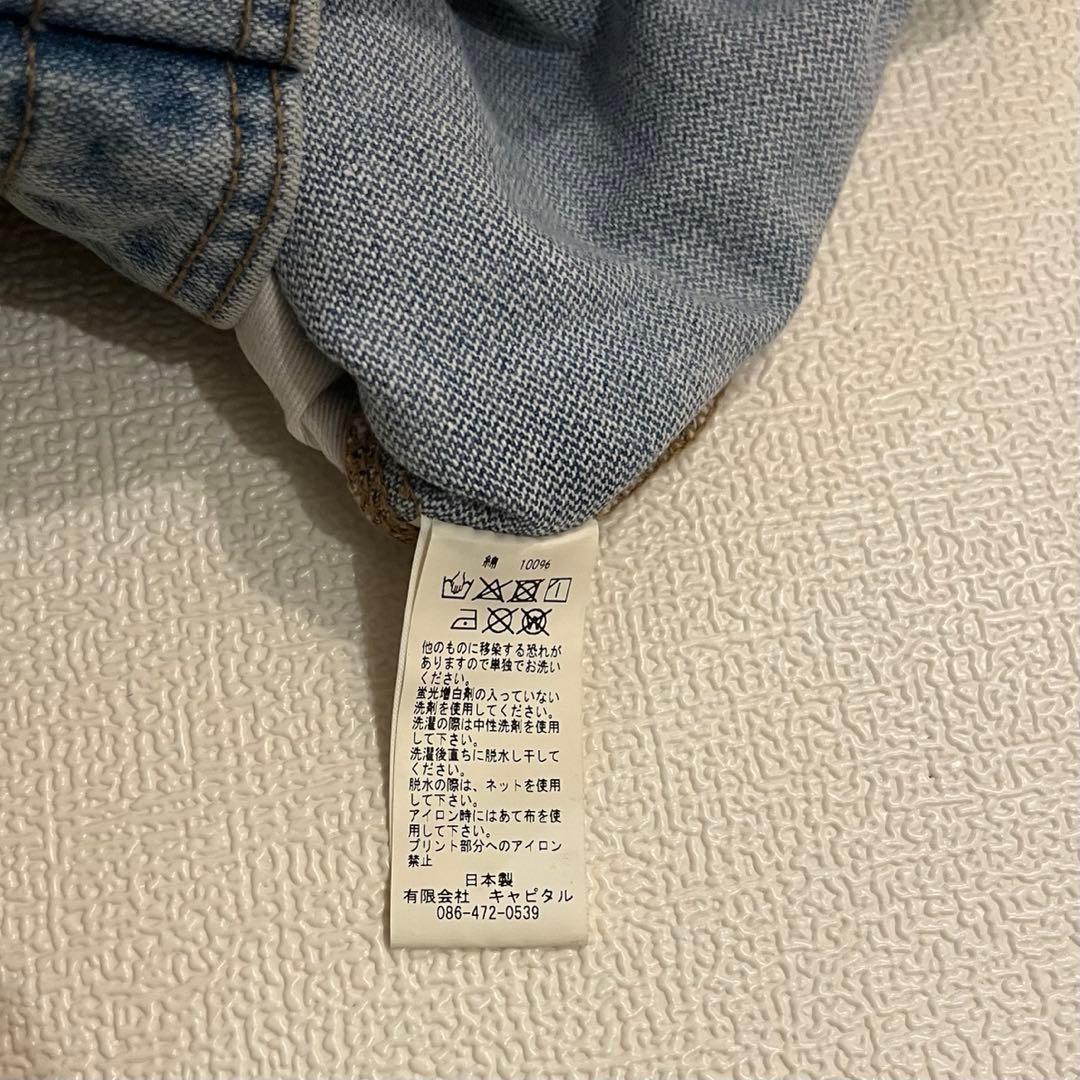 綿 100%
他のものに移染する恐れが
ありますので単独でお洗い
ください。
蛍光増白剤の入っていない
洗剤を使用してください。
洗濯の際は中性洗剤を使用
して下さい。
洗濯後直ちに脱水し干して
ください。
脱水の際は、ネットを使用
して下さい。
アイロン時にはあて布を使
用して下さい。
プリント部分へのアイロン
禁止
日本製
有限会社 キャピタル
086-472-0539